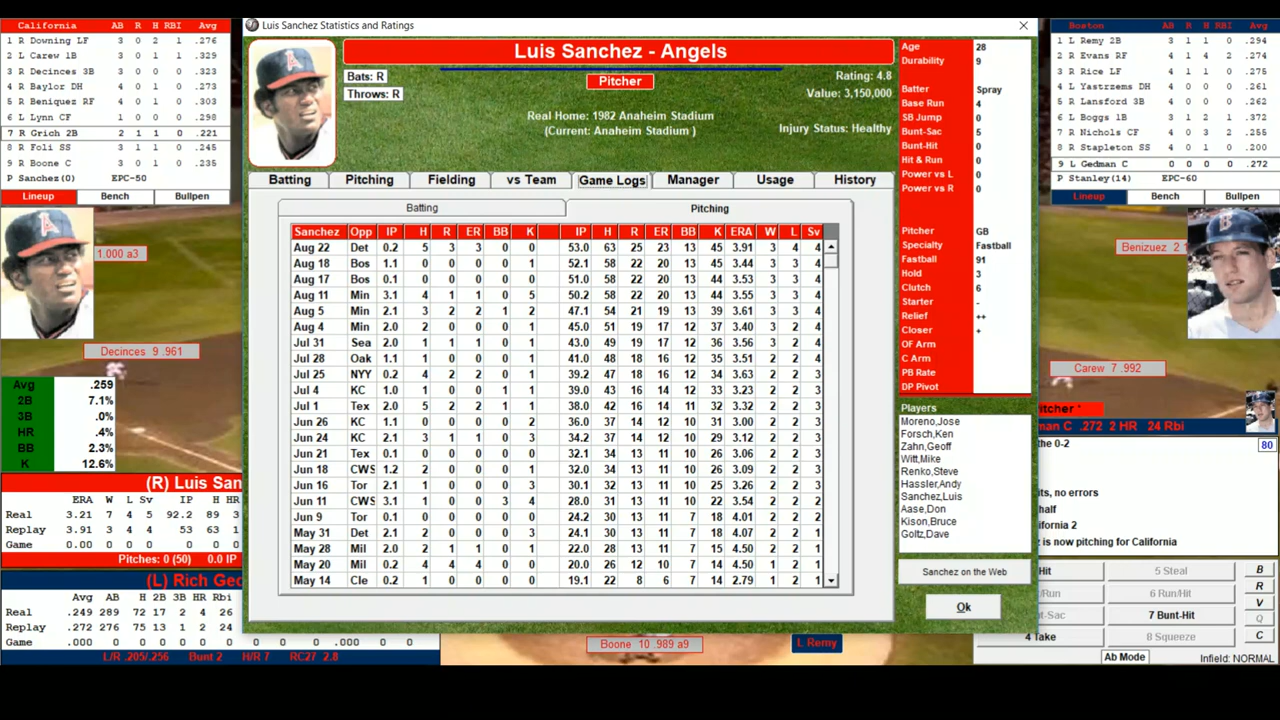 Luis Sanchez Statistics and Ratings
California AB R H RBI Avg
1 R Downing LF 3 0 2 1 .276
2 L Carew 1B 3 0 0 0 .329
3 R Decinces 3B 3 0 0 0 .323
4 R Baylor DH 4 0 0 0 .261
5 R Beniquez RF 4 0 1 0 .303
6 L Lynn CF 3 0 1 0 .298
7 R Grich 2B 2 1 1 0 .221
8 R Foli SS 3 1 1 0 .245
9 R Boone C 3 0 1 0 .235
P Sanchez(0) EPC-50
Lineup Bench Bullpen
1.000 a3
Decinces 9 .961
Avg .259
2B 7.1%
3B .0%
HR .4%
BB 2.3%
K 12.6%
(R) Luis San
ERA W L Sv IP H HR
Real 3.21 7 4 5 92.2 89 3
Replay 3.91 3 4 4 53 63 1
Game 0.00 0 0 0 0.0 0 0
Pitches: 0 (50) 0.0 IP
(L) Rich Ge
Avg AB H 2B 3B HR Rbi
Real .249 289 72 17 2 4 26
Replay .272 276 75 13 1 2 24
Game .000 0 0 0 0 0 0
L/R .205/.256 Bunt 2 H/R 7 RC27 2.8
Luis Sanchez - Angels
Bats: R
Throws: R
Pitcher
Rating: 4.8
Value: 3,150,000
Real Home: 1982 Anaheim Stadium
(Current: Anaheim Stadium )
Injury Status: Healthy
Batting Pitching Fielding vs Team Game Logs Manager Usage History
Batting Pitching
Sanchez Opp IP H R ER BB K IP H R ER BB K ERA W L Sv
Aug 22 Det 0.2 5 3 3 0 0 53.0 63 25 23 13 45 3.91 3 4 4
Aug 18 Bos 1.1 0 0 0 0 1 52.1 58 22 20 13 45 3.44 3 3 4
Aug 17 Bos 0.1 0 0 0 0 0 51.0 58 22 20 13 44 3.53 3 3 4
Aug 11 Min 3.1 4 1 1 0 5 50.2 58 22 20 13 44 3.55 3 3 4
Aug 5 Min 2.1 3 2 2 1 2 47.1 54 21 19 13 39 3.61 3 3 4
Aug 4 Min 2.0 2 0 0 0 1 45.0 51 19 17 12 37 3.40 3 2 4
Jul 31 Sea 2.0 1 1 1 0 1 43.0 49 19 17 12 36 3.56 3 2 4
Jul 28 Oak 1.1 1 0 0 0 1 41.0 48 18 16 12 35 3.51 2 2 4
Jul 25 NYY 0.2 4 2 2 0 1 39.2 47 18 16 12 34 3.63 2 2 3
Jul 4 KC 1.0 1 0 0 1 1 39.0 43 16 14 12 33 3.23 2 2 3
Jul 1 Tex 2.0 5 2 2 1 1 38.0 42 16 14 11 32 3.32 2 2 3
Jun 26 KC 1.1 0 0 0 0 2 36.0 37 14 12 10 31 3.00 2 2 3
Jun 24 KC 2.1 3 1 1 0 3 34.2 37 14 12 10 29 3.12 2 2 3
Jun 21 Tex 0.1 0 0 0 0 0 32.1 34 13 11 10 26 3.06 2 2 3
Jun 18 CWS 1.2 2 0 0 0 1 32.0 34 13 11 10 26 3.09 2 2 3
Jun 16 Tor 2.1 2 0 0 0 3 30.1 32 13 11 10 25 3.26 2 2 3
Jun 11 CWS 3.1 1 0 0 3 4 28.0 31 13 11 10 22 3.54 2 2 2
Jun 9 Tor 0.1 0 0 0 0 0 24.2 30 13 11 7 18 4.01 2 2 2
May 31 Det 2.1 2 0 0 0 3 24.1 30 13 11 7 18 4.07 2 2 1
May 28 Mil 2.0 2 1 1 0 1 22.0 28 13 11 7 15 4.50 2 2 1
May 20 Mil 0.2 4 4 4 0 0 20.0 26 12 10 7 14 4.50 1 2 1
May 14 Cle 0.2 1 0 0 0 0 19.1 22 8 6 7 14 2.79 1 2 1
Age 28
Durability 9
Batter Spray
Base Run 4
SB Jump 0
Bunt-Sac 5
Bunt-Hit 0
Hit & Run 0
Power vs L 0
Power vs R 0
Pitcher GB
Specialty Fastball
Fastball 91
Hold 3
Clutch 6
Starter -
Relief ++
Closer +
OF Arm
C Arm
PB Rate
DP Pivot
Players
Moreno,Jose
Forsch,Ken
Zahn,Geoff
Witt,Mike
Renko,Steve
Hassler,Andy
Sanchez,Luis
Aase,Don
Kison,Bruce
Goltz,Dave
Sanchez on the Web
Ok
Boston AB R H RBI Avg
1 L Remy 2B 3 1 1 0 .294
2 R Evans RF 4 1 4 2 .274
3 R Rice LF 4 1 1 0 .275
4 L Yastrzems DH 4 0 0 0 .261
5 R Lansford 3B 4 0 0 0 .262
6 L Boggs 1B 3 1 2 1 .372
7 R Nichols CF 4 0 3 2 .255
8 R Stapleton SS 4 0 0 0 .220
9 L Gedman C 0 0 0 0 .272
P Stanley(14) EPC-60
Lineup Bench Bullpen
Benizuez 2 1
Carew 7 .992
Pitcher *
man C .272 2 HR 24 Rbi
the 0-2
80
its, no errors
half
ifornia 2
z is now pitching for California
Hit 5 Steal B
/Run 6 Run/Hit R
nt-Sac 7 Bunt-Hit V
Q
4 Take 8 Squeeze C
Ab Mode
Infield: NORMAL
Boone 10 .989 a9
L Remy